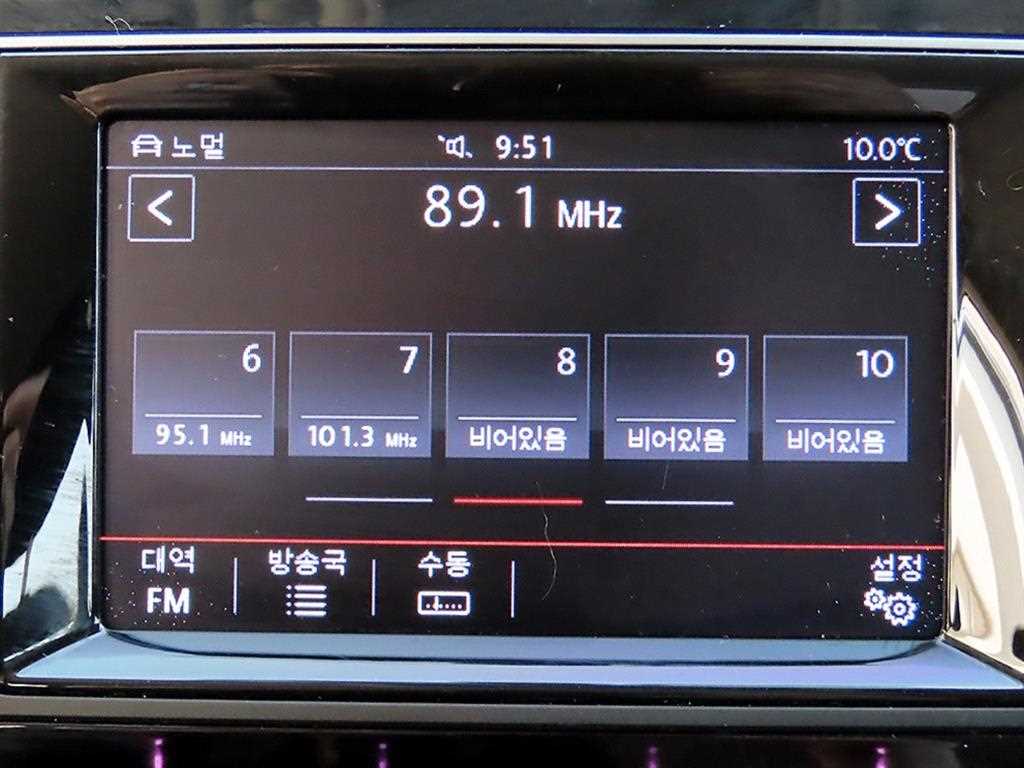 노멀 9:51 10.0°C
< 89.1 MHz >
6 7 8 9 10
95.1 MHz 101.3 MHz 비어있음 비어있음 비어있음
대역 방송국 수동 설정
FM